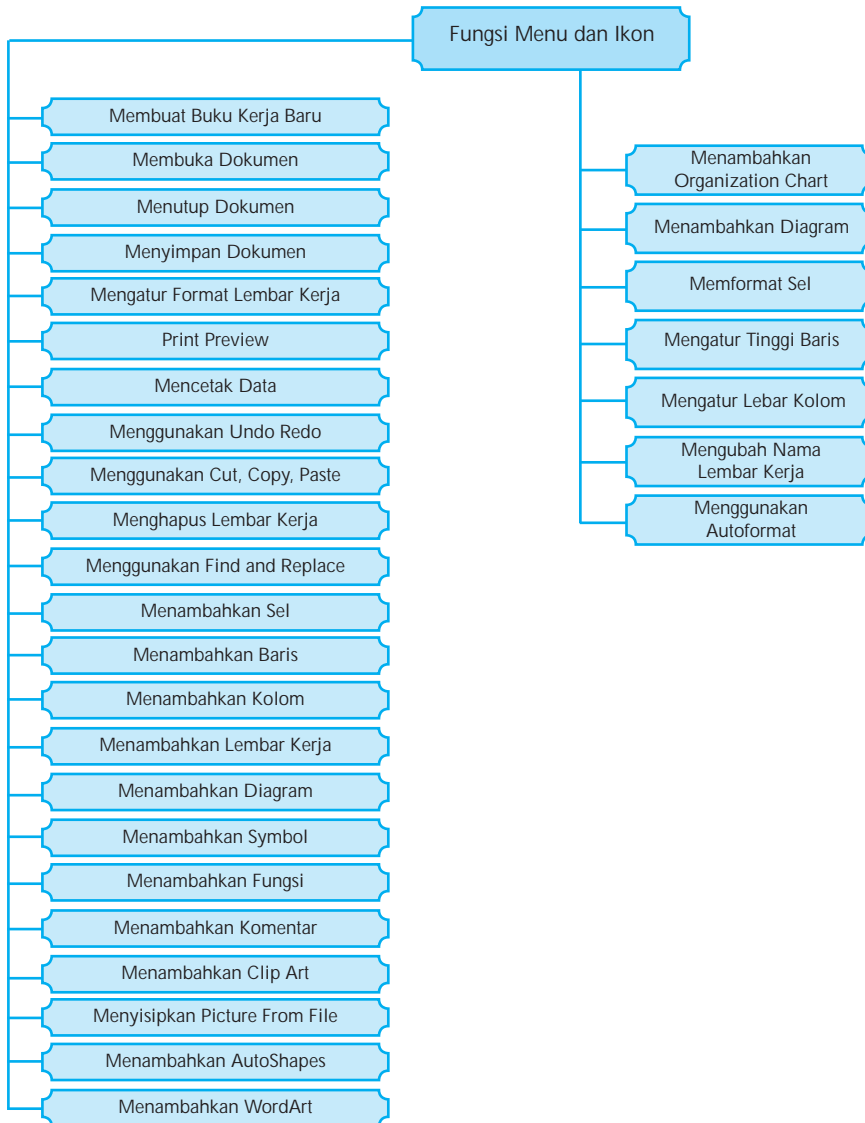 Fungsi Menu dan Ikon
Membuat Buku Kerja Baru
Membuka Dokumen
Menutup Dokumen
Menyimpan Dokumen
Mengatur Format Lembar Kerja
Print Preview
Mencetak Data
Menggunakan Undo Redo
Menggunakan Cut, Copy, Paste
Menghapus Lembar Kerja
Menggunakan Find and Replace
Menambahkan Sel
Menambahkan Baris
Menambahkan Kolom
Menambahkan Lembar Kerja
Menambahkan Diagram
Menambahkan Symbol
Menambahkan Fungsi
Menambahkan Komentar
Menambahkan Clip Art
Menyisipkan Picture From File
Menambahkan AutoShapes
Menambahkan WordArt
Menambahkan
Organization Chart
Menambahkan Diagram
Memformat Sel
Mengatur Tinggi Baris
Mengatur Lebar Kolom
Mengubah Nama
Lembar Kerja
Menggunakan
Autoformat